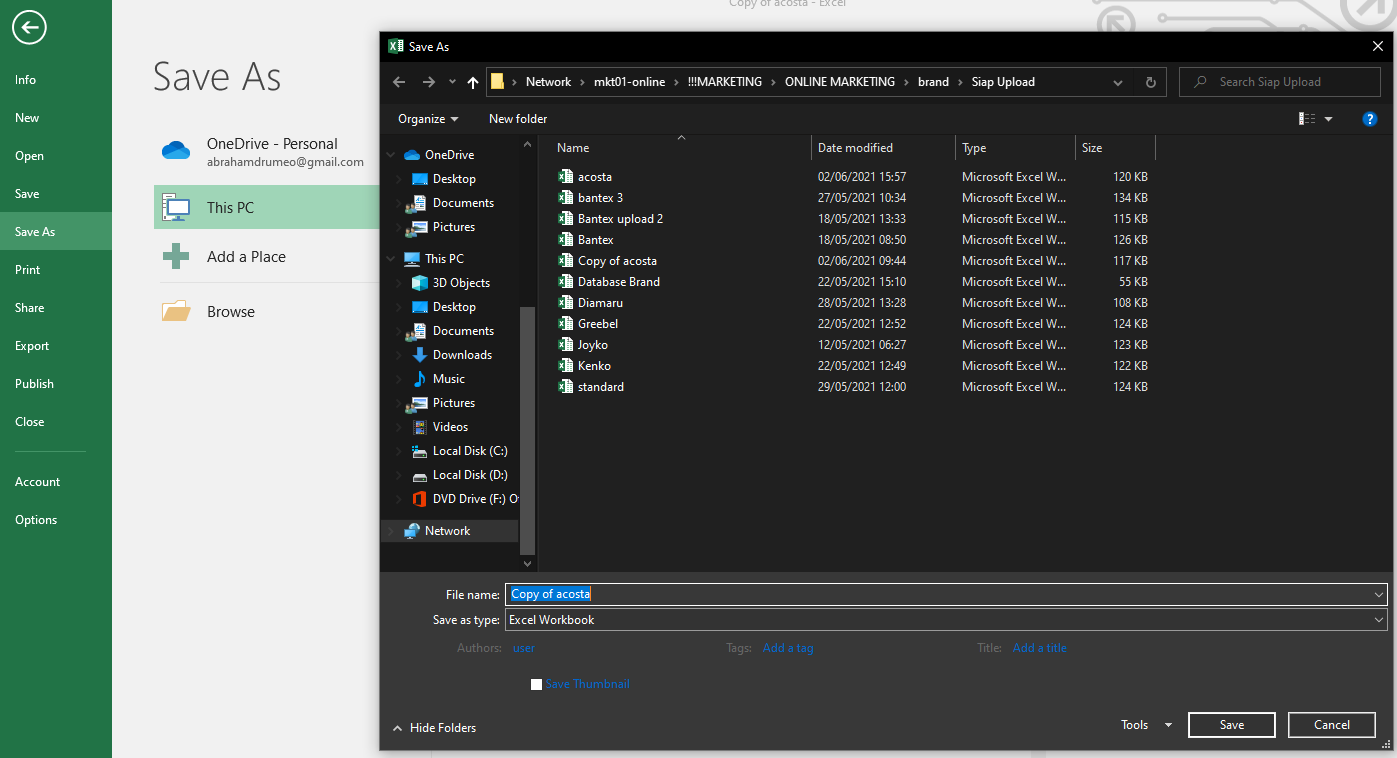 Copy of acosta - Excel
Save As
Info
New
Open
Save
Save As
Print
Share
Export
Publish
Close
Account
Options
OneDrive - Personal
abrahamdrumeo@gmail.com
This PC
Add a Place
Browse
Save As
Network > mkt01-online > !!!MARKETING > ONLINE MARKETING > brand > Siap Upload
Search Siap Upload
Organize
New folder
?
OneDrive
Desktop
Documents
Pictures
This PC
3D Objects
Desktop
Documents
Downloads
Music
Pictures
Videos
Local Disk (C:)
Local Disk (D:)
DVD Drive (F:) O
Network
Name Date modified Type Size
acosta 02/06/2021 15:57 Microsoft Excel W... 120 KB
bantex 3 27/05/2021 10:34 Microsoft Excel W... 134 KB
Bantex upload 2 18/05/2021 13:33 Microsoft Excel W... 115 KB
Bantex 18/05/2021 08:50 Microsoft Excel W... 126 KB
Copy of acosta 02/06/2021 09:44 Microsoft Excel W... 117 KB
Database Brand 22/05/2021 15:10 Microsoft Excel W... 55 KB
Diamaru 28/05/2021 13:28 Microsoft Excel W... 108 KB
Greebel 22/05/2021 12:52 Microsoft Excel W... 124 KB
Joyko 12/05/2021 06:27 Microsoft Excel W... 123 KB
Kenko 22/05/2021 12:49 Microsoft Excel W... 122 KB
standard 29/05/2021 12:00 Microsoft Excel W... 124 KB
File name: Copy of acosta
Save as type: Excel Workbook
Authors: user Tags: Add a tag Title: Add a title
Save Thumbnail
Hide Folders
Tools
Save
Cancel